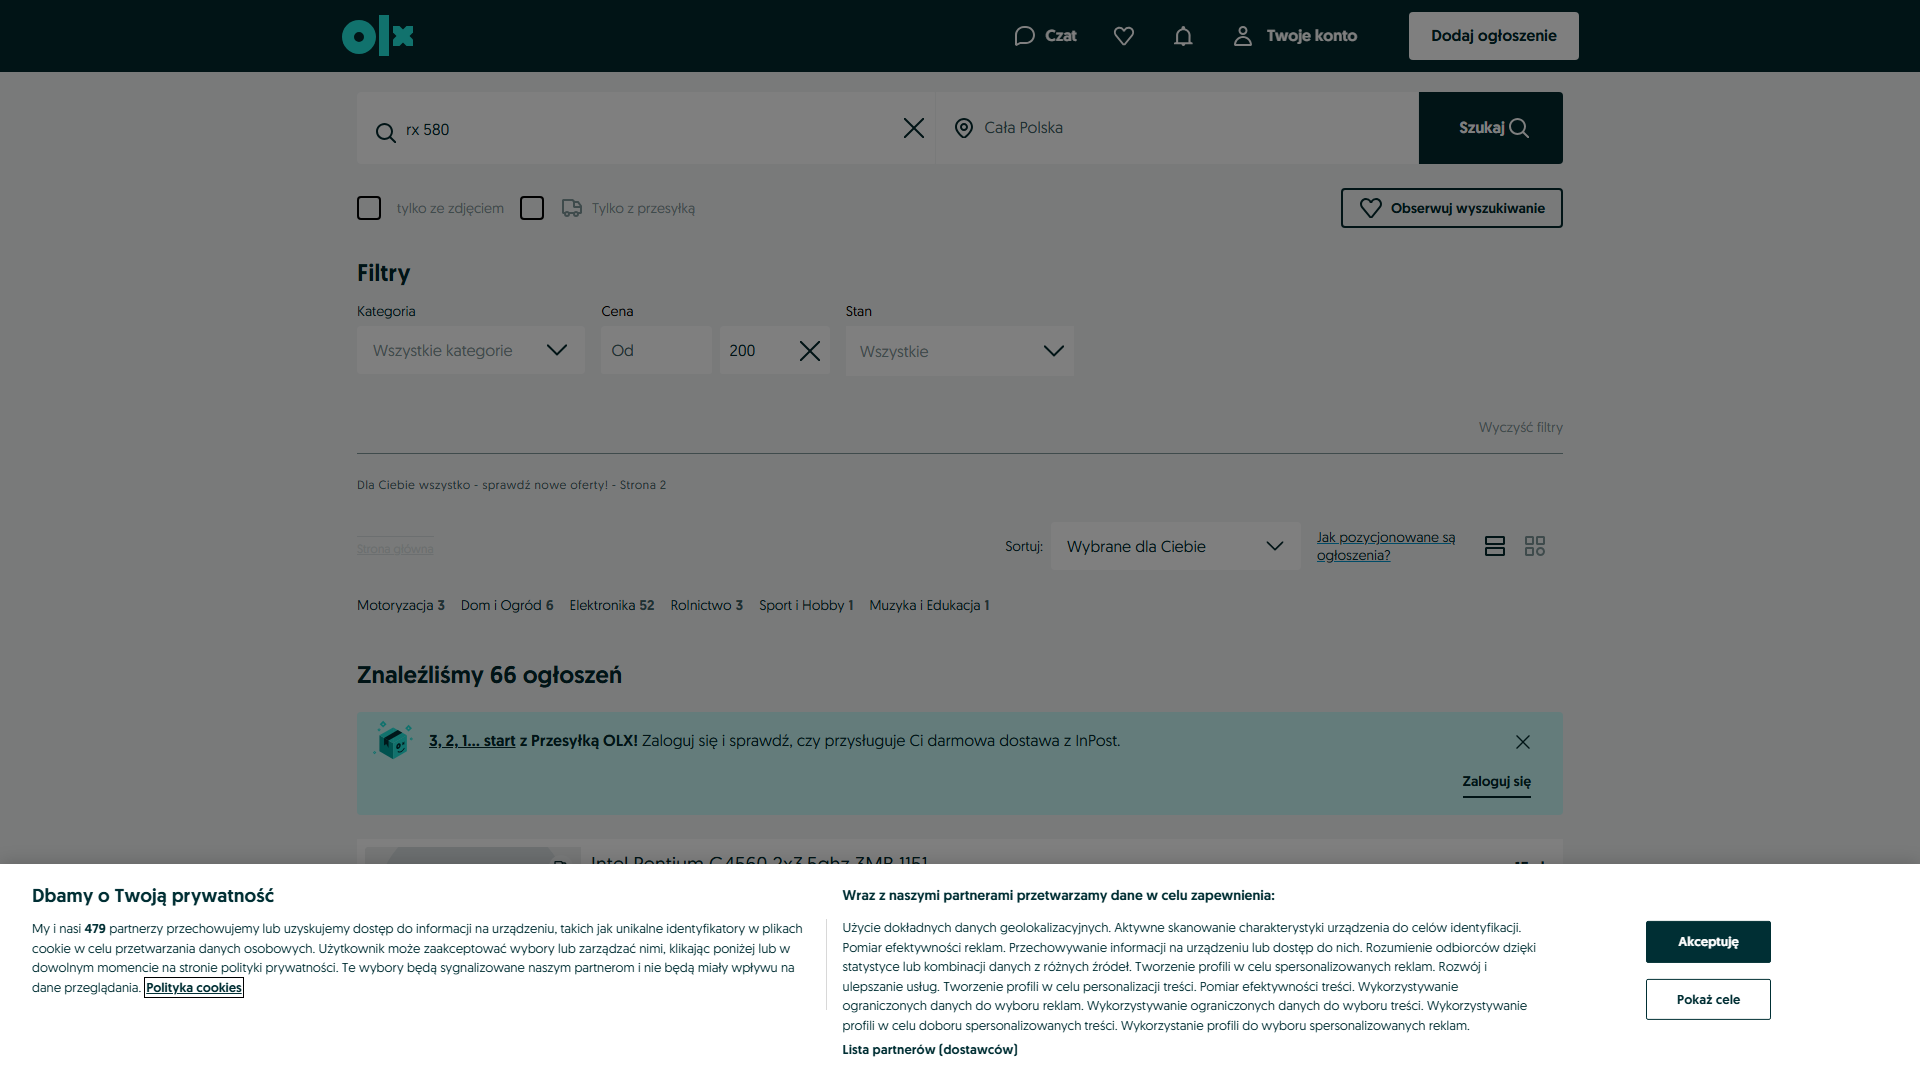 olx
Czat
Twoje konto
Dodaj ogłoszenie
rx 580
Cała Polska
Szukaj
tylko ze zdjęciem
Tylko z przesyłką
Obserwuj wyszukiwanie
Filtry
Kategoria
Cena
Stan
Wszystkie kategorie
Od
200
Wszystkie
Wyczyść filtry
Dla Ciebie wszystko - sprawdź nowe oferty! - Strona 2
Strona główna
Sortuj:
Wybrane dla Ciebie
Jak pozycjonowane są
ogłoszenia?
Motoryzacja 3 Dom i Ogród 6 Elektronika 52 Rolnictwo 3 Sport i Hobby 1 Muzyka i Edukacja 1
Znaleźliśmy 66 ogłoszeń
3, 2, 1... start z Przesyłką OLX! Zaloguj się i sprawdź, czy przysługuje Ci darmowa dostawa z InPost.
Zaloguj się
Intel Pentium G4560 2x3.5ghz 3MB 1151
Dbamy o Twoją prywatność
My i nasi 479 partnerzy przechowujemy lub uzyskujemy dostęp do informacji na urządzeniu, takich jak unikalne identyfikatory w plikach
cookie w celu przetwarzania danych osobowych. Użytkownik może zaakceptować wybory lub zarządzać nimi, klikając poniżej lub w
dowolnym momencie na stronie polityki prywatności. Te wybory będą sygnalizowane naszym partnerom i nie będą miały wpływu na
dane przeglądania. Polityka cookies
Wraz z naszymi partnerami przetwarzamy dane w celu zapewnienia:
Użycie dokładnych danych geolokalizacyjnych. Aktywne skanowanie charakterystyki urządzenia do celów identyfikacji.
Pomiar efektywności reklam. Przechowywanie informacji na urządzeniu lub dostęp do nich. Rozumienie odbiorców dzięki
statystyce lub kombinacji danych z różnych źródeł. Tworzenie profili w celu spersonalizowanych reklam. Rozwój i
ulepszanie usług. Tworzenie profili w celu personalizacji treści. Pomiar efektywności treści. Wykorzystywanie
ograniczonych danych do wyboru reklam. Wykorzystywanie ograniczonych danych do wyboru treści. Wykorzystywanie
profili w celu doboru spersonalizowanych treści. Wykorzystanie profili do wyboru spersonalizowanych reklam.
Lista partnerów (dostawców)
Akceptuję
Pokaż cele